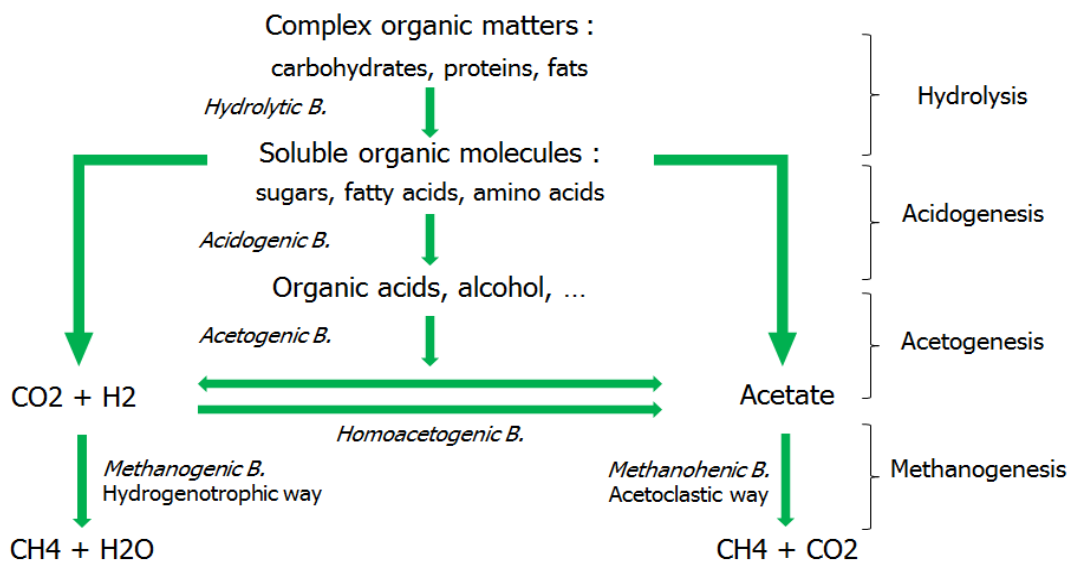 Complex organic matters :
carbohydrates, proteins, fats
Hydrolytic B.
Hydrolysis
Soluble organic molecules :
sugars, fatty acids, amino acids
Acidogenic B.
Acidogenesis
Organic acids, alcohol, ...
Acetogenic B.
Acetogenesis
CO2 + H2
Acetate
Homoacetogenic B.
Methanogenic B.
Hydrogenotrophic way
Methanohenic B.
Acetoclastic way
Methanogenesis
CH4 + H2O
CH4 + CO2